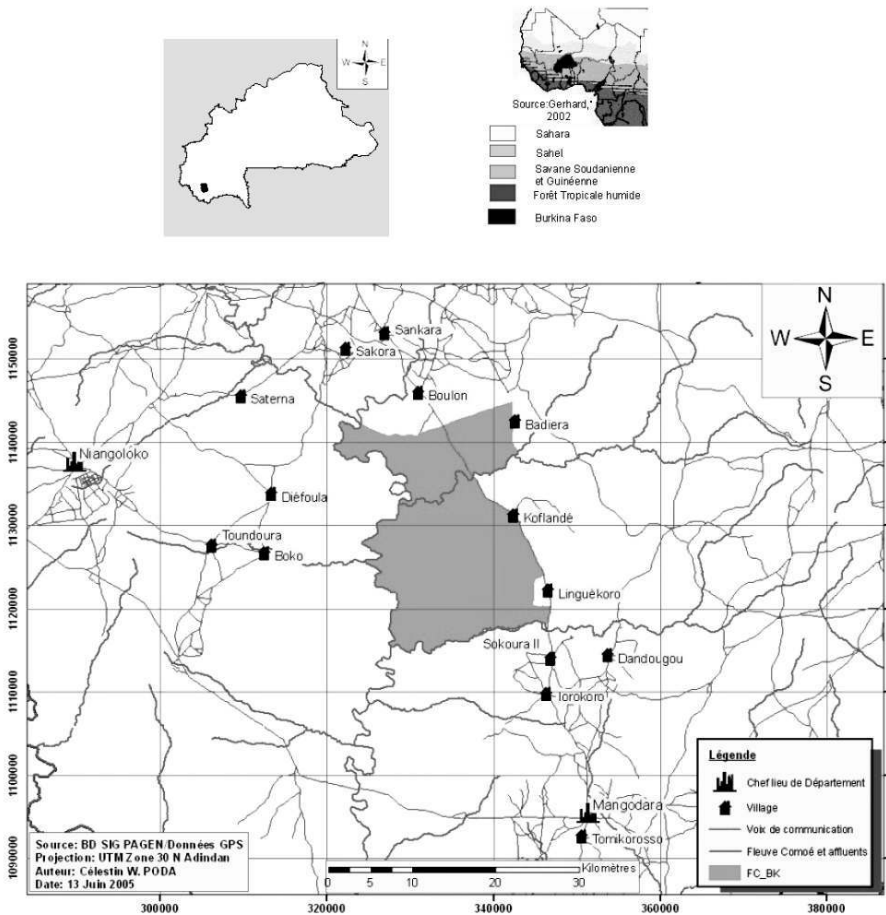 N
W E
S
Source:Gerhard,
2002
Sahara
Sahel
Savane Soudanienne
et Guinéenne
Forêt Tropicale humide
Burkina Faso
N
W E
S
Sankara
Sakora
Saterna
Boulon
Badiera
Niangoloko
Diéfoula
Koflandé
Toundoura
Boko
Linguèkoro
Sokoura II
Dandougou
Iorokoro
Mangodara
Tomikorosso
1150000
1140000
1130000
1120000
1110000
1100000
1090000
Légende
Chef lieu de Département
Village
Voix de communication
Fleuve Comoé et affluents
FC_BK
Source: BD SIG PAGEN/Données GPS
Projection: UTM Zone 30 N Adindan
Auteur: Célestin W. PODA
Date: 13 Juin 2005
Kilomètres
0 5 10 20 30
300000 320000 340000 360000 380000